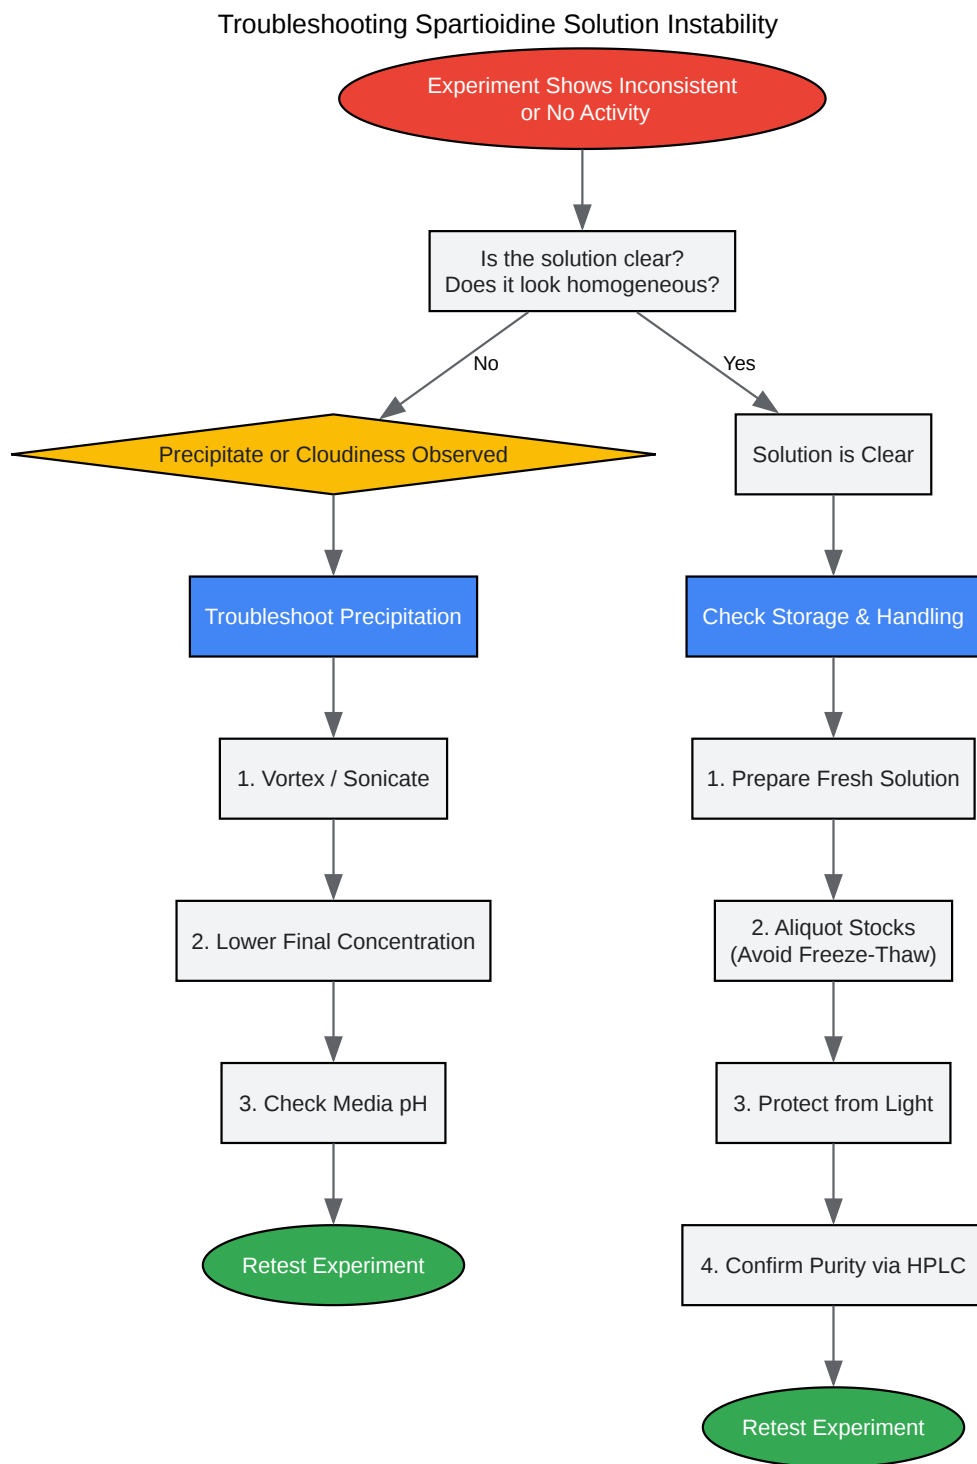 Troubleshooting Spartioidine Solution Instability
Experiment Shows Inconsistent
or No Activity
Is the solution clear?
Does it look homogeneous?
No
Yes
Precipitate or Cloudiness Observed
Solution is Clear
Troubleshoot Precipitation
Check Storage & Handling
1. Vortex / Sonicate
1. Prepare Fresh Solution
2. Lower Final Concentration
2. Aliquot Stocks
(Avoid Freeze-Thaw)
3. Check Media pH
3. Protect from Light
Retest Experiment
4. Confirm Purity via HPLC
Retest Experiment